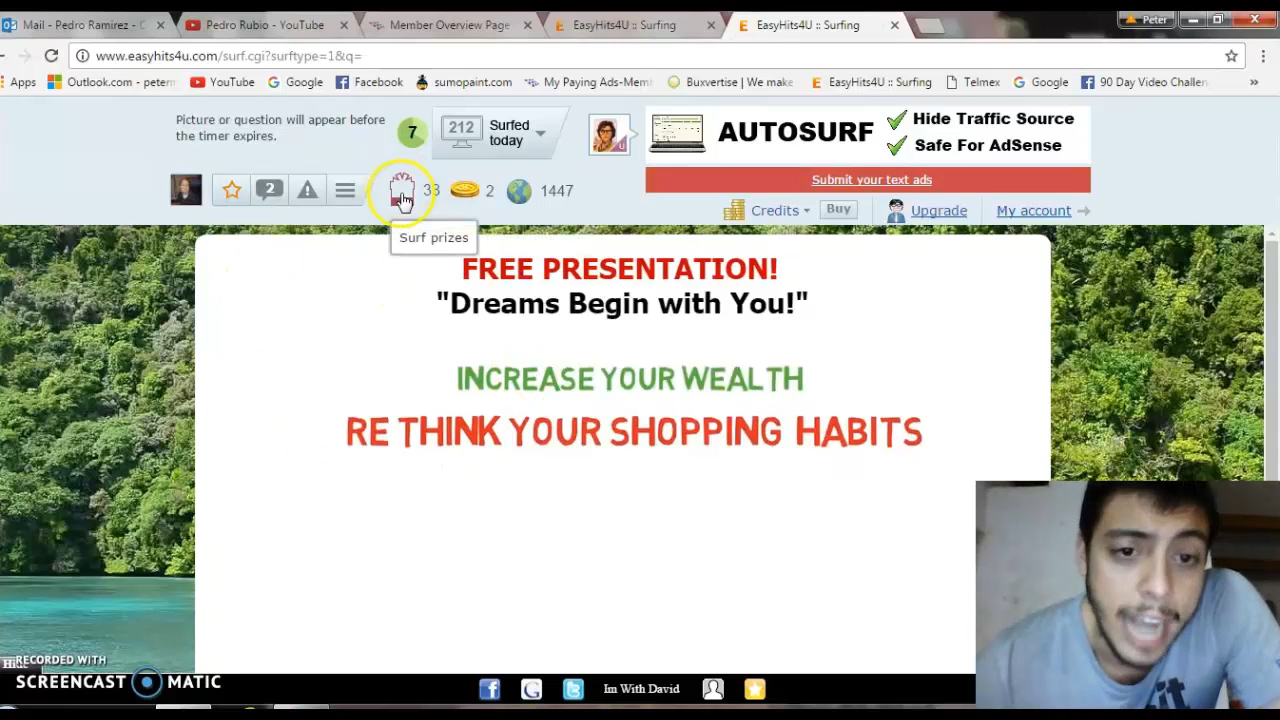 Mail - Pedro Ramirez - C
Pedro Rubio - YouTube
Member Overview Page
EasyHits4U :: Surfing
EasyHits4U :: Surfing
Peter
www.easyhits4u.com/surf.cgi?surftype=1&q=
Apps
Outlook.com - peterm
YouTube
Google
Facebook
sumopaint.com
My Paying Ads-Mem
Buxvertise | We make
EasyHits4U :: Surfing
Telmex
Google
90 Day Video Challen
»
Picture or question will appear before
the timer expires.
7
212
Surfed
today
AUTOSURF
Hide Traffic Source
Safe For AdSense
Submit your text ads
2
33
2
1447
Credits
Buy
Upgrade
My account
Surf prizes
FREE PRESENTATION!
"Dreams Begin with You!"
INCREASE YOUR WEALTH
RE THINK YOUR SHOPPING HABITS
RECORDED WITH
SCREENCAST MATIC
Im With David